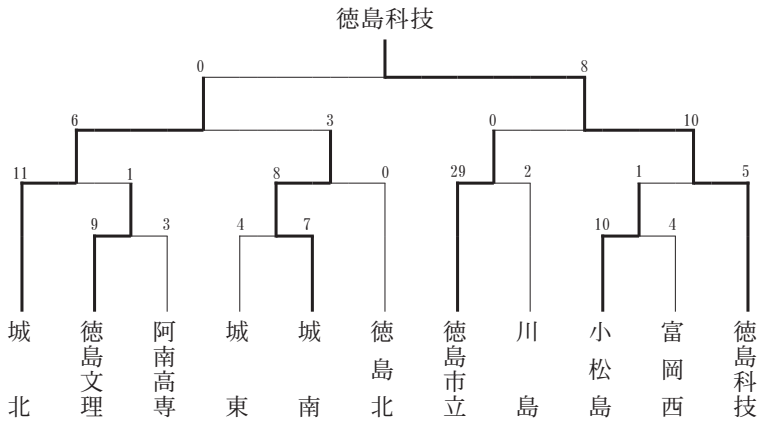 徳島科技
0 8
6 3 0 10
11 1 8 0 29 2 1 5
9 3 4 7 10 4
城北
徳島文理
阿南高専
城東
城南
徳島北
徳島市立
川島
小松島
富岡西
徳島科技